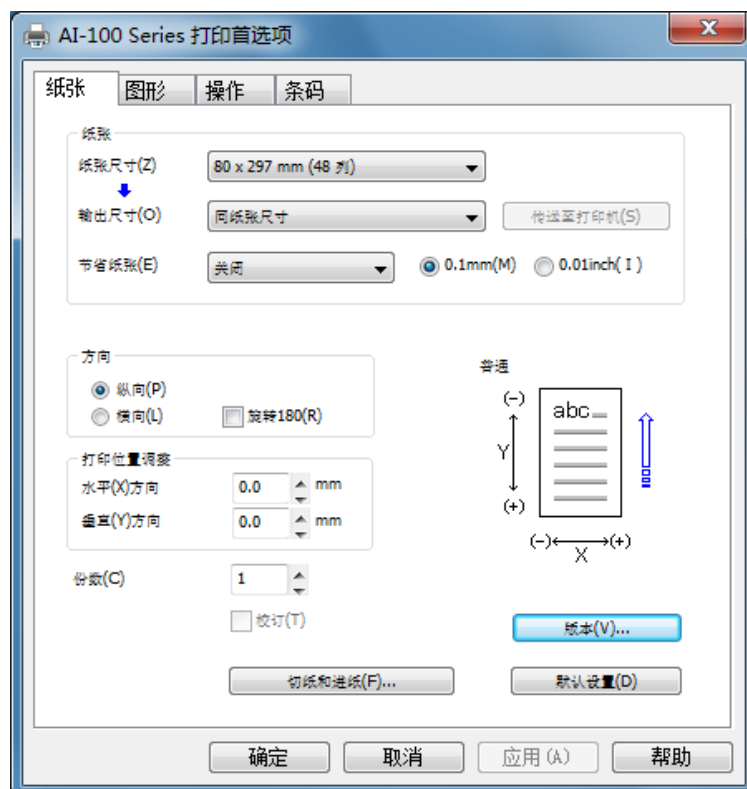 AI-100 Series 打印首选项
纸张 图形 操作 条码
纸张
纸张尺寸(Z) 80 x 297 mm (48 列)
输出尺寸(O) 同纸张尺寸 传送至打印机(S)
节省纸张(E) 关闭 0.1mm(M) 0.01inch( I )
方向
纵向(P)
横向(L) 旋转180(R)
打印位置调整
水平(X)方向 0.0 mm
垂直(Y)方向 0.0 mm
普通
(-)
abc
Y
(+)
(-) (+)
X
份数(C) 1
校订(T)
版本(V)...
切纸和进纸(F)... 默认设置(D)
确定 取消 应用(A) 帮助